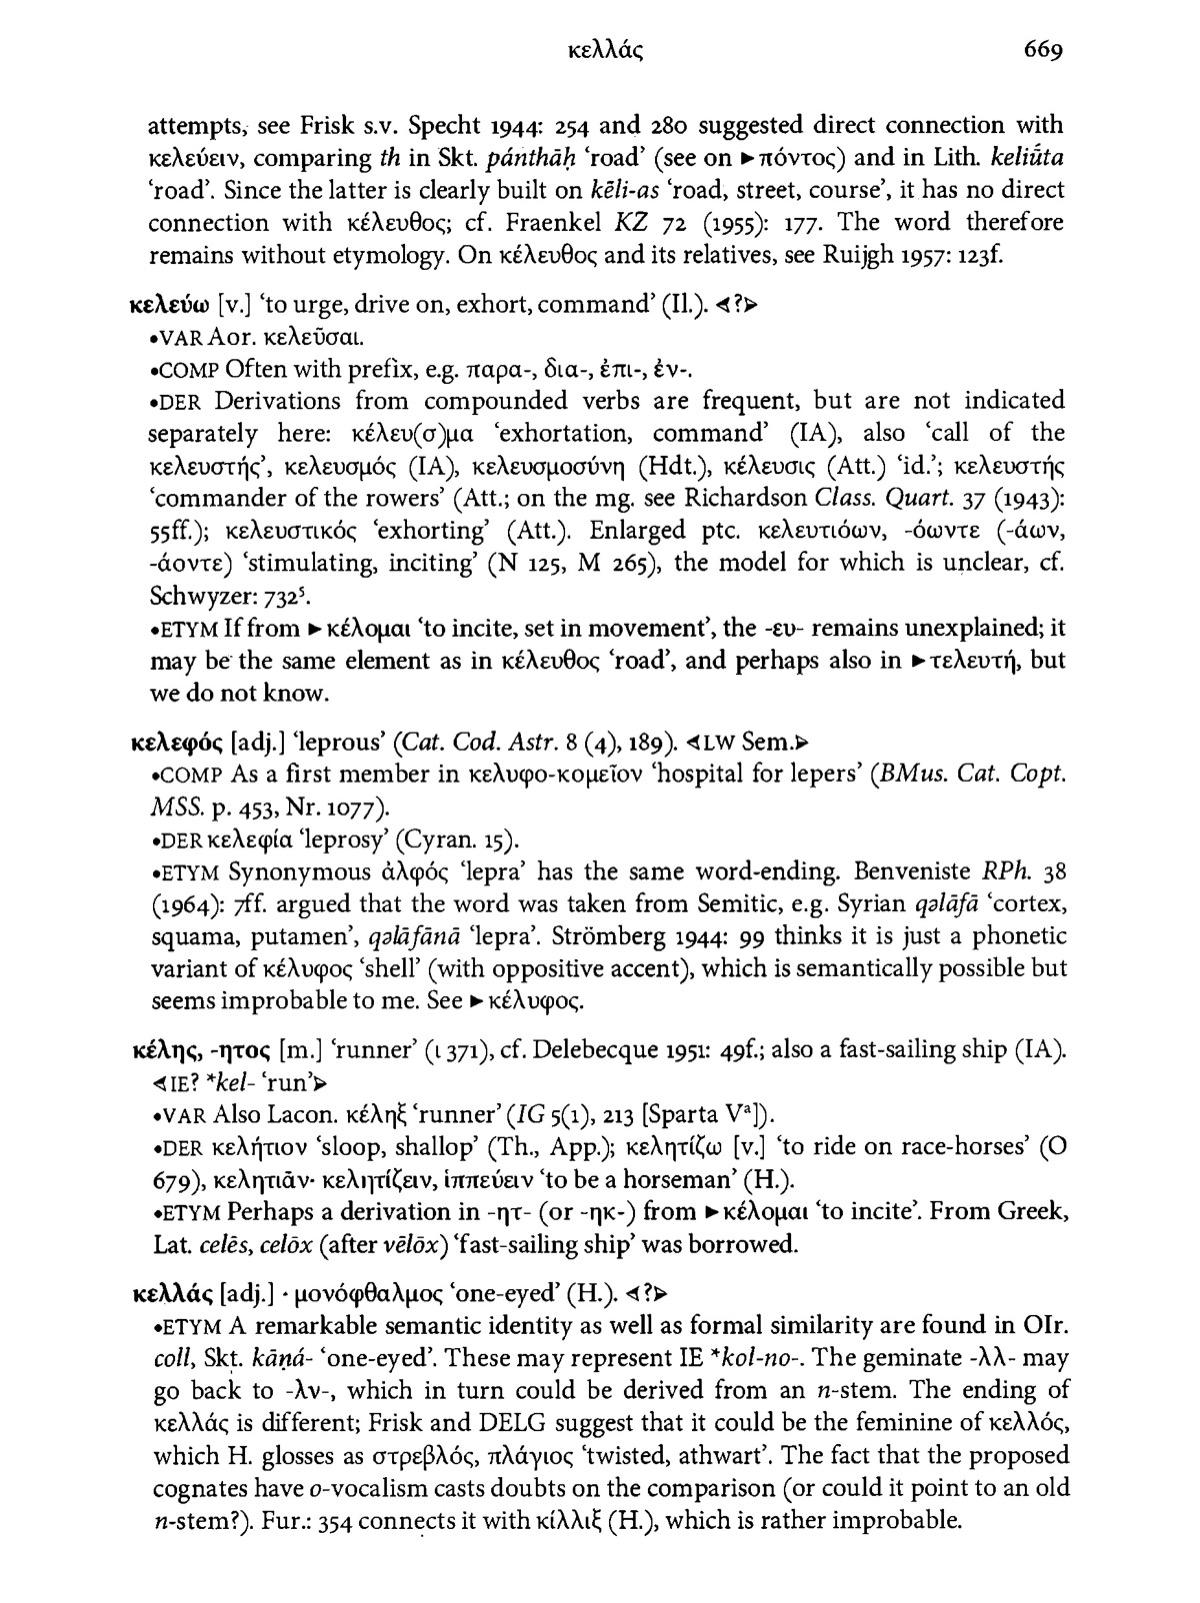 κελλάς 669
attempts, see Frisk s.v. Specht 1944: 254 and 280 suggested direct connection with
κελεύειν, comparing th in Skt. pánthāḥ ‘road’ (see on ►πόντος) and in Lith. keliū́ta
‘road’. Since the latter is clearly built on kēli-as ‘road, street, course’, it has no direct
connection with κέλευθος; cf. Fraenkel KZ 72 (1955): 177. The word therefore
remains without etymology. On κέλευθος and its relatives, see Ruijgh 1957: 123f.
κελεύω [v.] ‘to urge, drive on, exhort, command’ (Il.). ⊲?⊳
•VAR Aor. κελεῦσαι.
•COMP Often with prefix, e.g. παρα-, δια-, ἐπι-, ἐν-.
•DER Derivations from compounded verbs are frequent, but are not indicated
separately here: κέλευ(σ)μα ‘exhortation, command’ (IA), also ‘call of the
κελευστής’, κελευσμός (IA), κελευσμοσύνη (Hdt.), κέλευσις (Att.) ‘id.’; κελευστής
‘commander of the rowers’ (Att.; on the mg. see Richardson Class. Quart. 37 (1943):
55ff.); κελευστικός ‘exhorting’ (Att.). Enlarged ptc. κελευτιόων, -όωντε (-άων,
-άοντε) ‘stimulating, inciting’ (N 125, M 265), the model for which is unclear, cf.
Schwyzer: 732⁵.
•ETYM If from ►κέλομαι ‘to incite, set in movement’, the -ευ- remains unexplained; it
may be the same element as in κέλευθος ‘road’, and perhaps also in ►τελευτή, but
we do not know.
κελεφός [adj.] ‘leprous’ (Cat. Cod. Astr. 8 (4), 189). ⊲LW Sem.⊳
•COMP As a first member in κελυφο-κομεῖον ‘hospital for lepers’ (BMus. Cat. Copt.
MSS. p. 453, Nr. 1077).
•DER κελεφία ‘leprosy’ (Cyran. 15).
•ETYM Synonymous ἀλφός ‘lepra’ has the same word-ending. Benveniste RPh. 38
(1964): 7ff. argued that the word was taken from Semitic, e.g. Syrian qəlāfā ‘cortex,
squama, putamen’, qəlāfānā ‘lepra’. Strömberg 1944: 99 thinks it is just a phonetic
variant of κέλυφος ‘shell’ (with oppositive accent), which is semantically possible but
seems improbable to me. See ►κέλυφος.
κέλης, -ητος [m.] ‘runner’ (ι 371), cf. Delebecque 1951: 49f.; also a fast-sailing ship (IA).
⊲IE? *kel- ‘run’⊳
•VAR Also Lacon. κέληξ ‘runner’ (IG 5(1), 213 [Sparta Vᵃ]).
•DER κελήτιον ‘sloop, shallop’ (Th., App.); κελητίζω [v.] ‘to ride on race-horses’ (O
679), κελητιᾶν· κελητίζειν, ἱππεύειν ‘to be a horseman’ (H.).
•ETYM Perhaps a derivation in -ητ- (or -ηκ-) from ►κέλομαι ‘to incite’. From Greek,
Lat. celēs, celōx (after vēlōx) ‘fast-sailing ship’ was borrowed.
κελλάς [adj.] · μονόφθαλμος ‘one-eyed’ (H.). ⊲?⊳
•ETYM A remarkable semantic identity as well as formal similarity are found in OIr.
coll, Skt. kāṇá- ‘one-eyed’. These may represent IE *kol-no-. The geminate -λλ- may
go back to -λν-, which in turn could be derived from an n-stem. The ending of
κελλάς is different; Frisk and DELG suggest that it could be the feminine of κελλός,
which H. glosses as στρεβλός, πλάγιος ‘twisted, athwart’. The fact that the proposed
cognates have o-vocalism casts doubts on the comparison (or could it point to an old
n-stem?). Fur.: 354 connects it with κίλλιξ (H.), which is rather improbable.